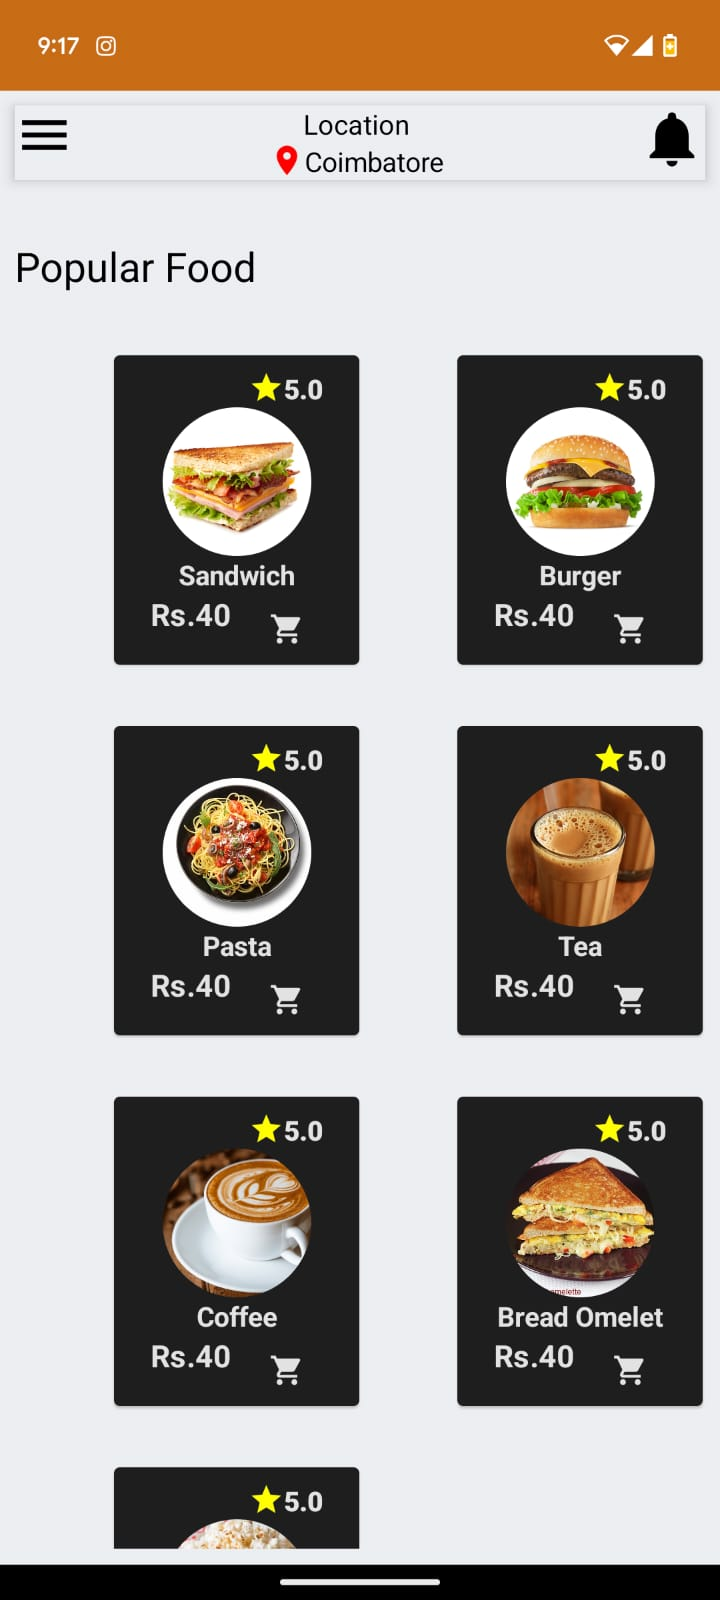 9:17
Location
Coimbatore
Popular Food
5.0
Sandwich
Rs.40
5.0
Burger
Rs.40
5.0
Pasta
Rs.40
5.0
Tea
Rs.40
5.0
Coffee
Rs.40
5.0
omelette
Bread Omelet
Rs.40
5.0